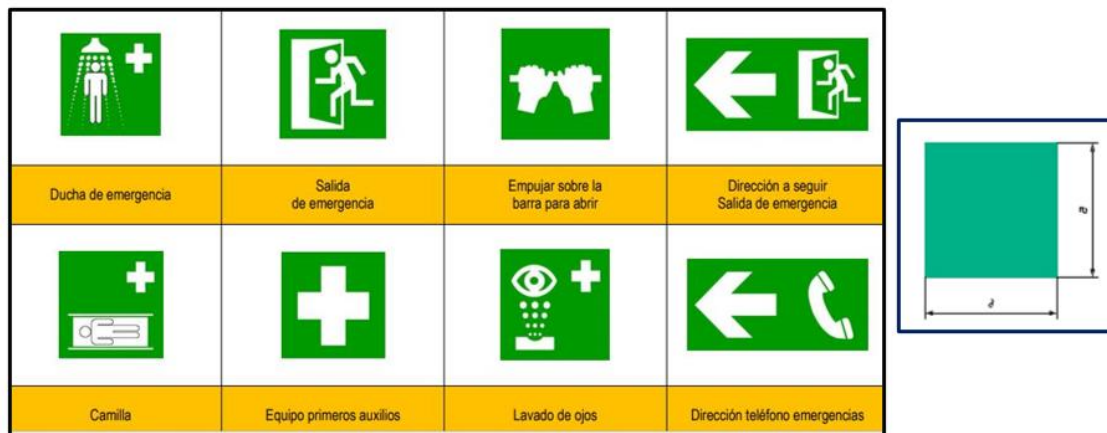 Ducha de emergencia
Salida
de emergencia
Empujar sobre la
barra para abrir
Dirección a seguir
Salida de emergencia
Camilla
Equipo primeros auxilios
Lavado de ojos
Dirección teléfono emergencias
a
a